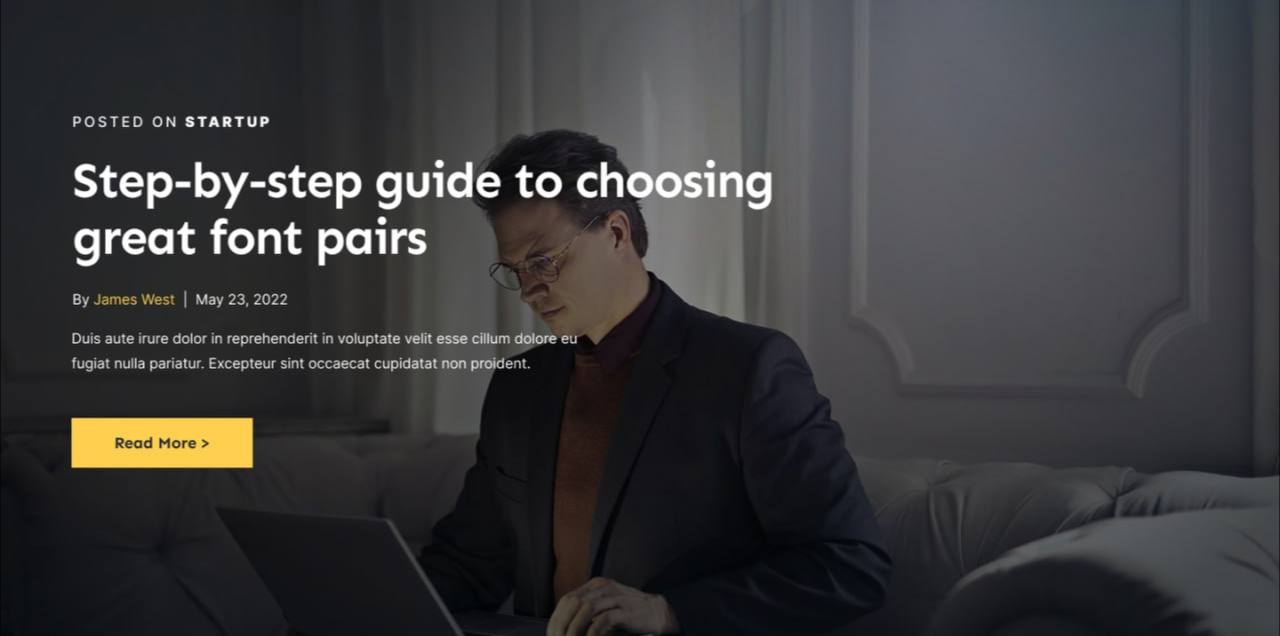 POSTED ON STARTUP
Step-by-step guide to choosing
great font pairs
By James West | May 23, 2022
Duis aute irure dolor in reprehenderit in voluptate velit esse cillum dolore eu
fugiat nulla pariatur. Excepteur sint occaecat cupidatat non proident.
Read More >